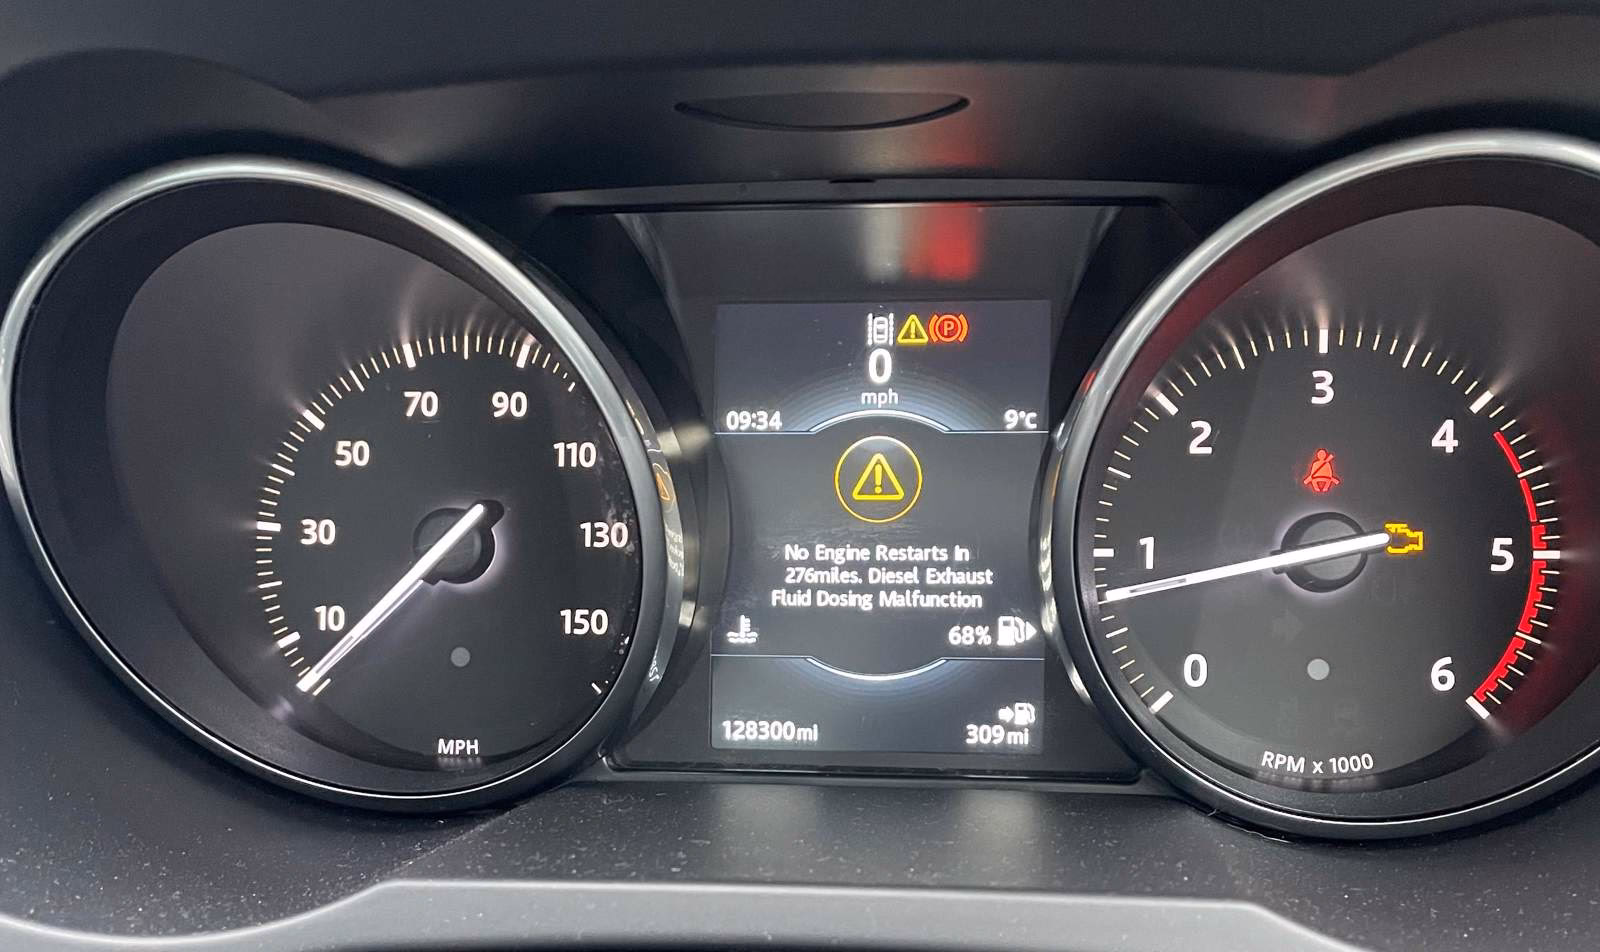 0
mph
09:34 9°c
No Engine Restarts In
276miles. Diesel Exhaust
Fluid Dosing Malfunction
68%
128300mi 309mi
10
30
50
70
90
110
130
150
MPH
0
1
2
3
4
5
6
RPM x 1000
P